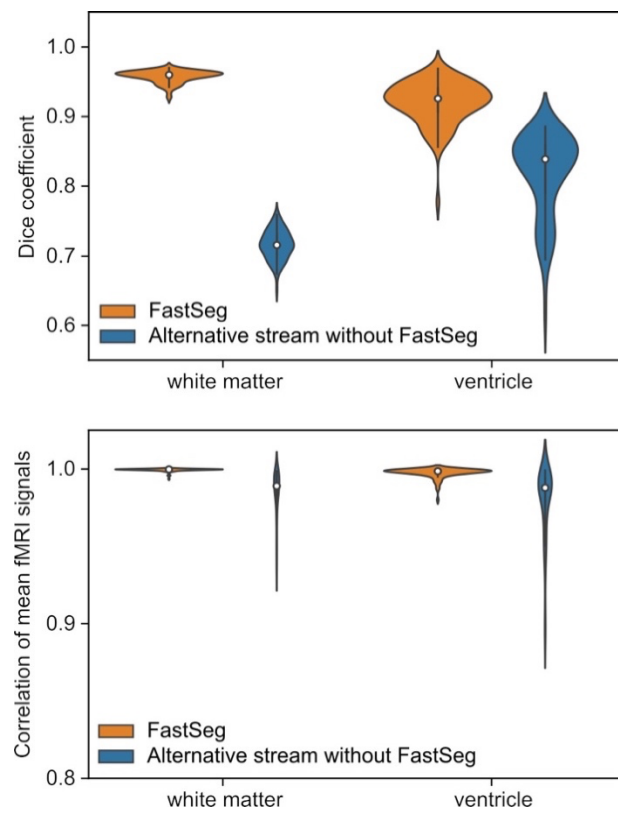 1.0
0.9
0.8
0.7
0.6
Dice coefficient
FastSeg
Alternative stream without FastSeg
white matter
ventricle
1.0
0.9
0.8
Correlation of mean fMRI signals
FastSeg
Alternative stream without FastSeg
white matter
ventricle